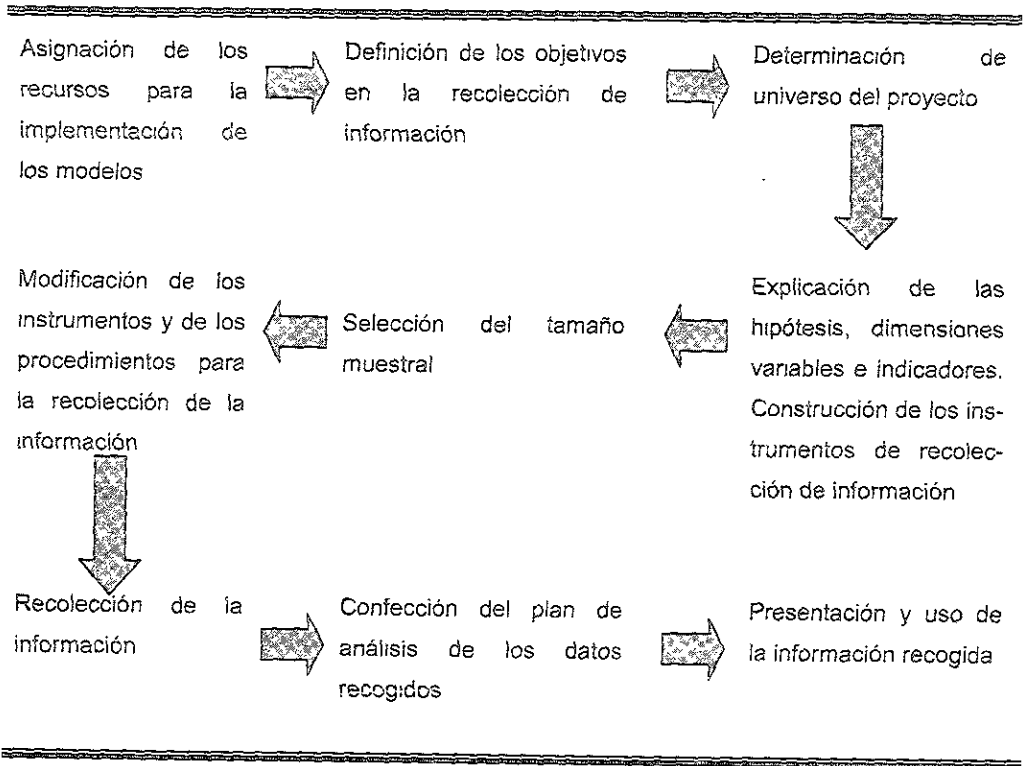 Asignación de los
recursos para la
implementación de
los modelos
Definición de los objetivos
en la recolección de
información
Determinación de
universo del proyecto
Explicación de las
hipótesis, dimensiones
variables e indicadores.
Construcción de los ins-
trumentos de recolec-
ción de información
Selección del tamaño
muestral
Modificación de los
instrumentos y de los
procedimientos para
la recolección de la
información
Recolección de la
información
Confección del plan de
análisis de los datos
recogidos
Presentación y uso de
la información recogida